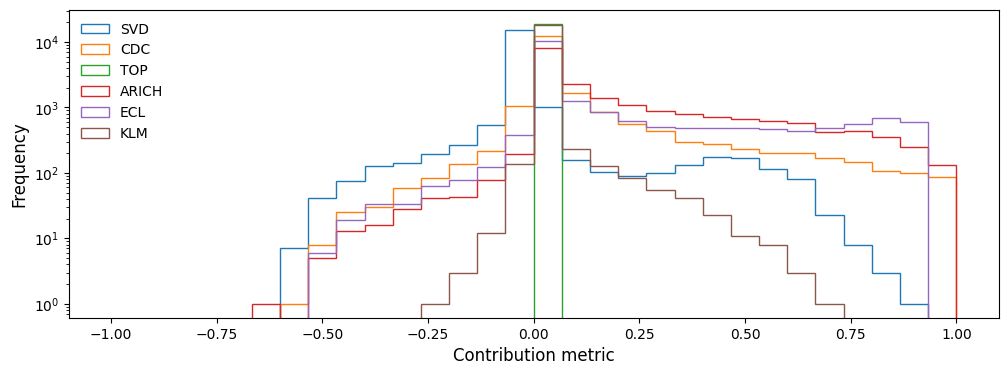 SVD
CDC
TOP
ARICH
ECL
KLM
Frequency
10⁴
10³
10²
10¹
10⁰
−1.00 −0.75 −0.50 −0.25 0.00 0.25 0.50 0.75 1.00
Contribution metric